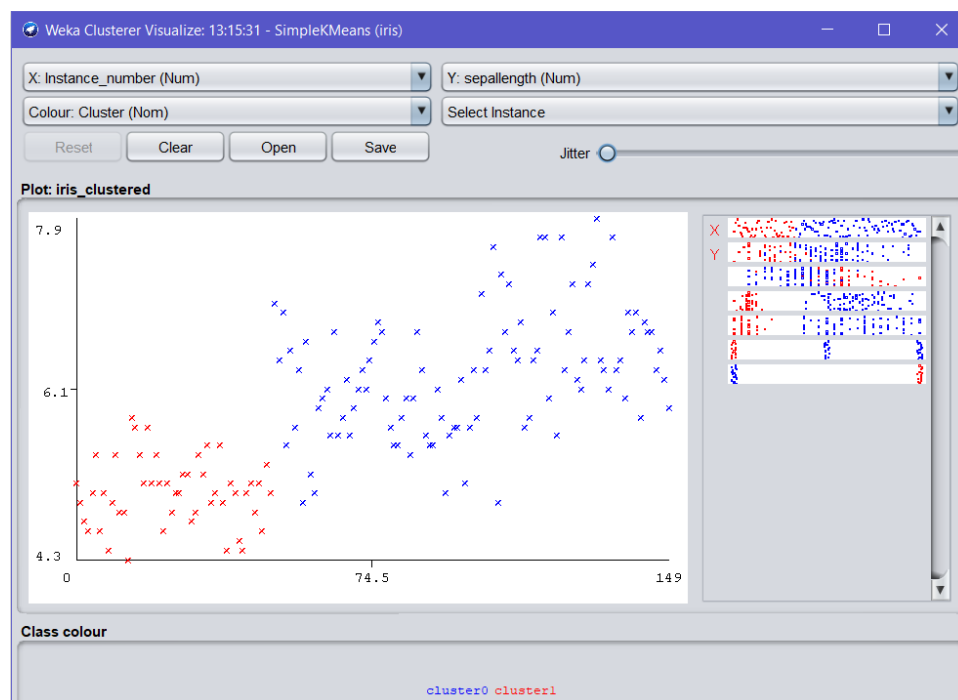 Weka Clusterer Visualize: 13:15:31 - SimpleKMeans (iris)
X: Instance_number (Num) Y: sepallength (Num)
Colour: Cluster (Nom) Select Instance
Reset Clear Open Save Jitter
Plot: iris_clustered
7.9
6.1
4.3
0 74.5 149
X
Y
Class colour
cluster0 cluster1